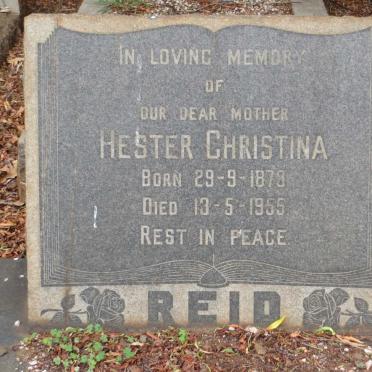 IN LOVING MEMORY
OF
OUR DEAR MOTHER
HESTER CHRISTINA
BORN 29-9-1879
DIED 13-5-1955
REST IN PEACE
REID